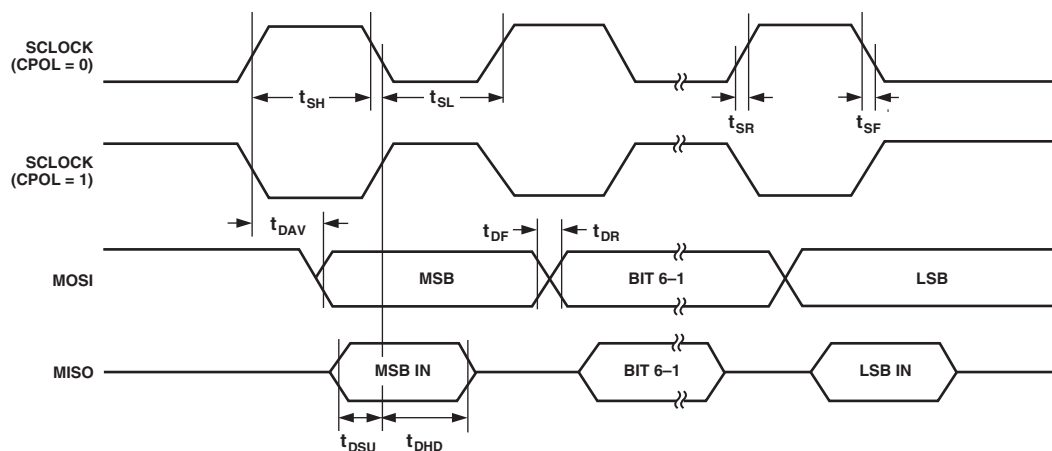 SCLOCK
(CPOL = 0)
tSH
tSL
tSR
tSF
SCLOCK
(CPOL = 1)
tDAV
tDF
tDR
MOSI
MSB
BIT 6–1
LSB
MISO
MSB IN
BIT 6–1
LSB IN
tDSU
tDHD